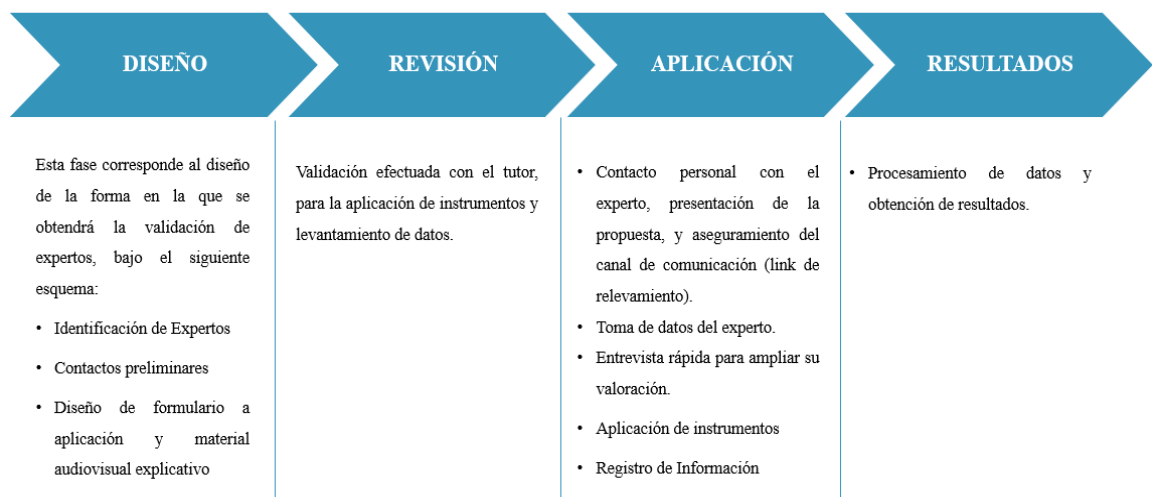 DISEÑO
Esta fase corresponde al diseño
de la forma en la que se
obtendrá la validación de
expertos, bajo el siguiente
esquema:
• Identificación de Expertos
• Contactos preliminares
• Diseño de formulario a
aplicación y material
audiovisual explicativo
REVISIÓN
Validación efectuada con el tutor,
para la aplicación de instrumentos y
levantamiento de datos.
APLICACIÓN
• Contacto personal con el
experto, presentación de la
propuesta, y aseguramiento del
canal de comunicación (link de
relevamiento).
• Toma de datos del experto.
• Entrevista rápida para ampliar su
valoración.
• Aplicación de instrumentos
• Registro de Información
RESULTADOS
• Procesamiento de datos y
obtención de resultados.